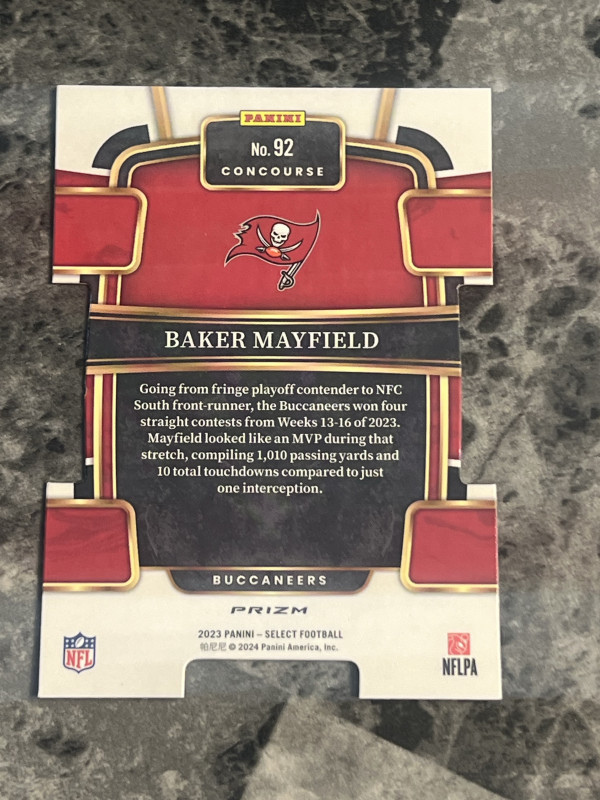 PANINI
No. 92
CONCOURSE
BAKER MAYFIELD
Going from fringe playoff contender to NFC
South front-runner, the Buccaneers won four
straight contests from Weeks 13-16 of 2023.
Mayfield looked like an MVP during that
stretch, compiling 1,010 passing yards and
10 total touchdowns compared to just
one interception.
BUCCANEERS
PRIZM
2023 PANINI – SELECT FOOTBALL
帕尼尼 © 2024 Panini America, Inc.
NFL
NFLPA